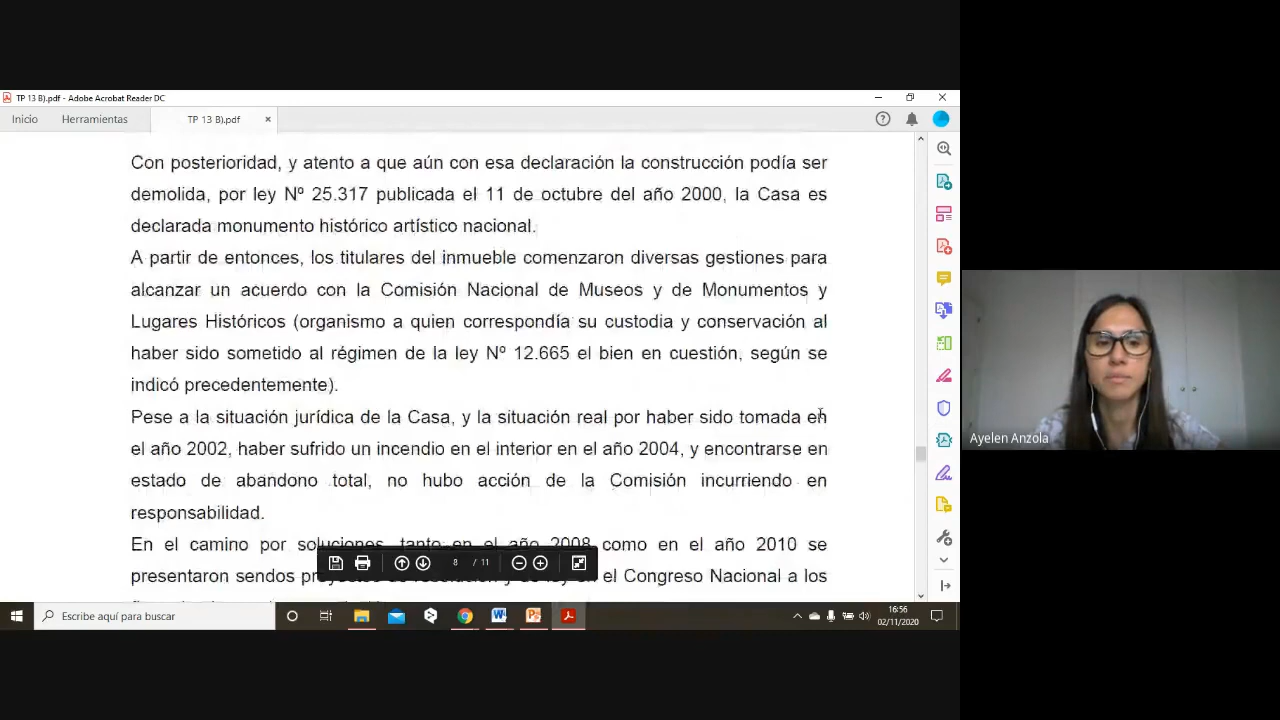 TP 13 B).pdf - Adobe Acrobat Reader DC
Inicio Herramientas TP 13 B).pdf
Con posterioridad, y atento a que aún con esa declaración la construcción podía ser
demolida, por ley Nº 25.317 publicada el 11 de octubre del año 2000, la Casa es
declarada monumento histórico artístico nacional.
A partir de entonces, los titulares del inmueble comenzaron diversas gestiones para
alcanzar un acuerdo con la Comisión Nacional de Museos y de Monumentos y
Lugares Históricos (organismo a quien correspondía su custodia y conservación al
haber sido sometido al régimen de la ley Nº 12.665 el bien en cuestión, según se
indicó precedentemente).
Pese a la situación jurídica de la Casa, y la situación real por haber sido tomada en
el año 2002, haber sufrido un incendio en el interior en el año 2004, y encontrarse en
estado de abandono total, no hubo acción de la Comisión incurriendo en
responsabilidad.
En el camino por soluciones, tanto en el año 2008 como en el año 2010 se
presentaron sendos el Congreso Nacional a los
8 / 11
Ayelen Anzola
Escribe aquí para buscar
16:56
02/11/2020